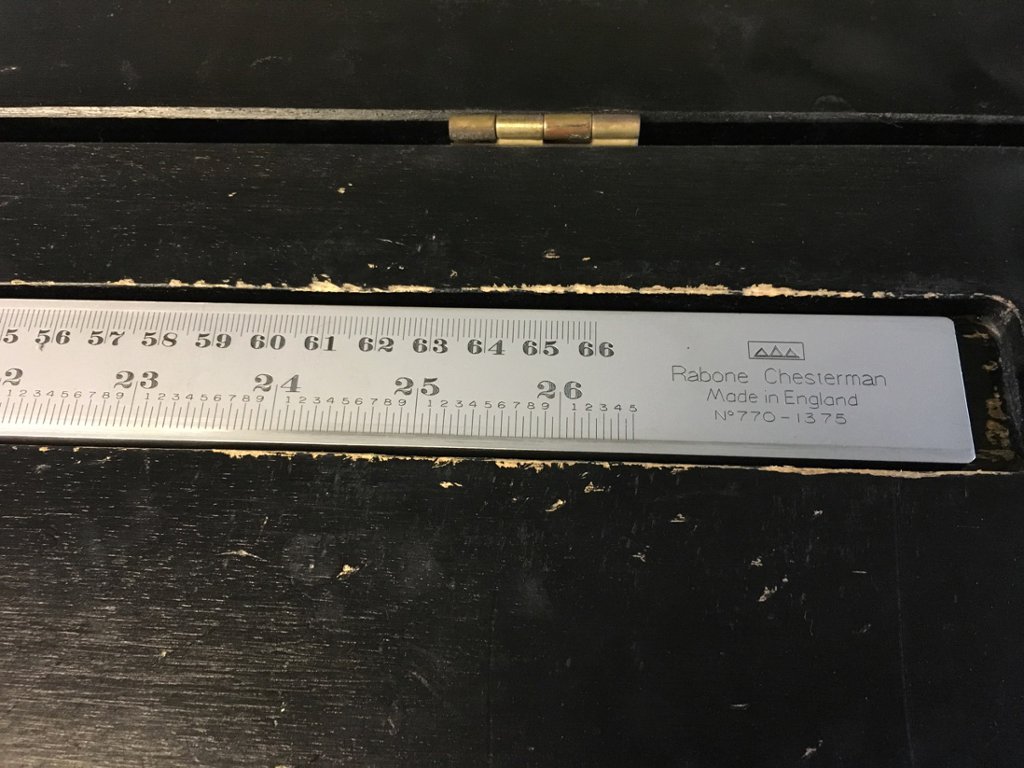 5 56 57 58 59 60 61 62 63 64 65 66
2 23 24 25 26
1 2 3 4 5 6 7 8 9 1 2 3 4 5 6 7 8 9 1 2 3 4 5 6 7 8 9 1 2 3 4 5 6 7 8 9 1 2 3 4 5
Rabone Chesterman
Made in England
Nº 770 - 1375